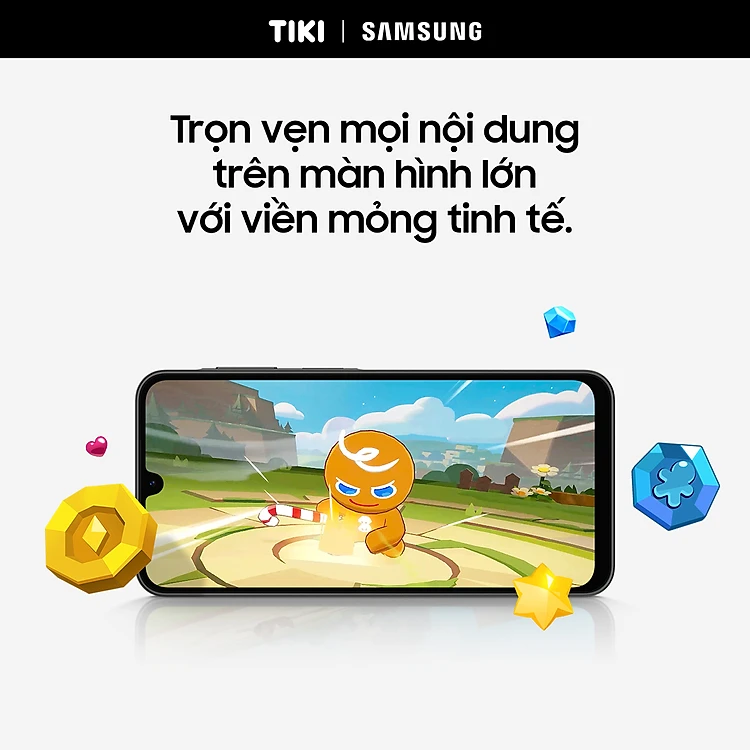 TIKI | SAMSUNG
Trọn vẹn mọi nội dung
trên màn hình lớn
với viền mỏng tinh tế.